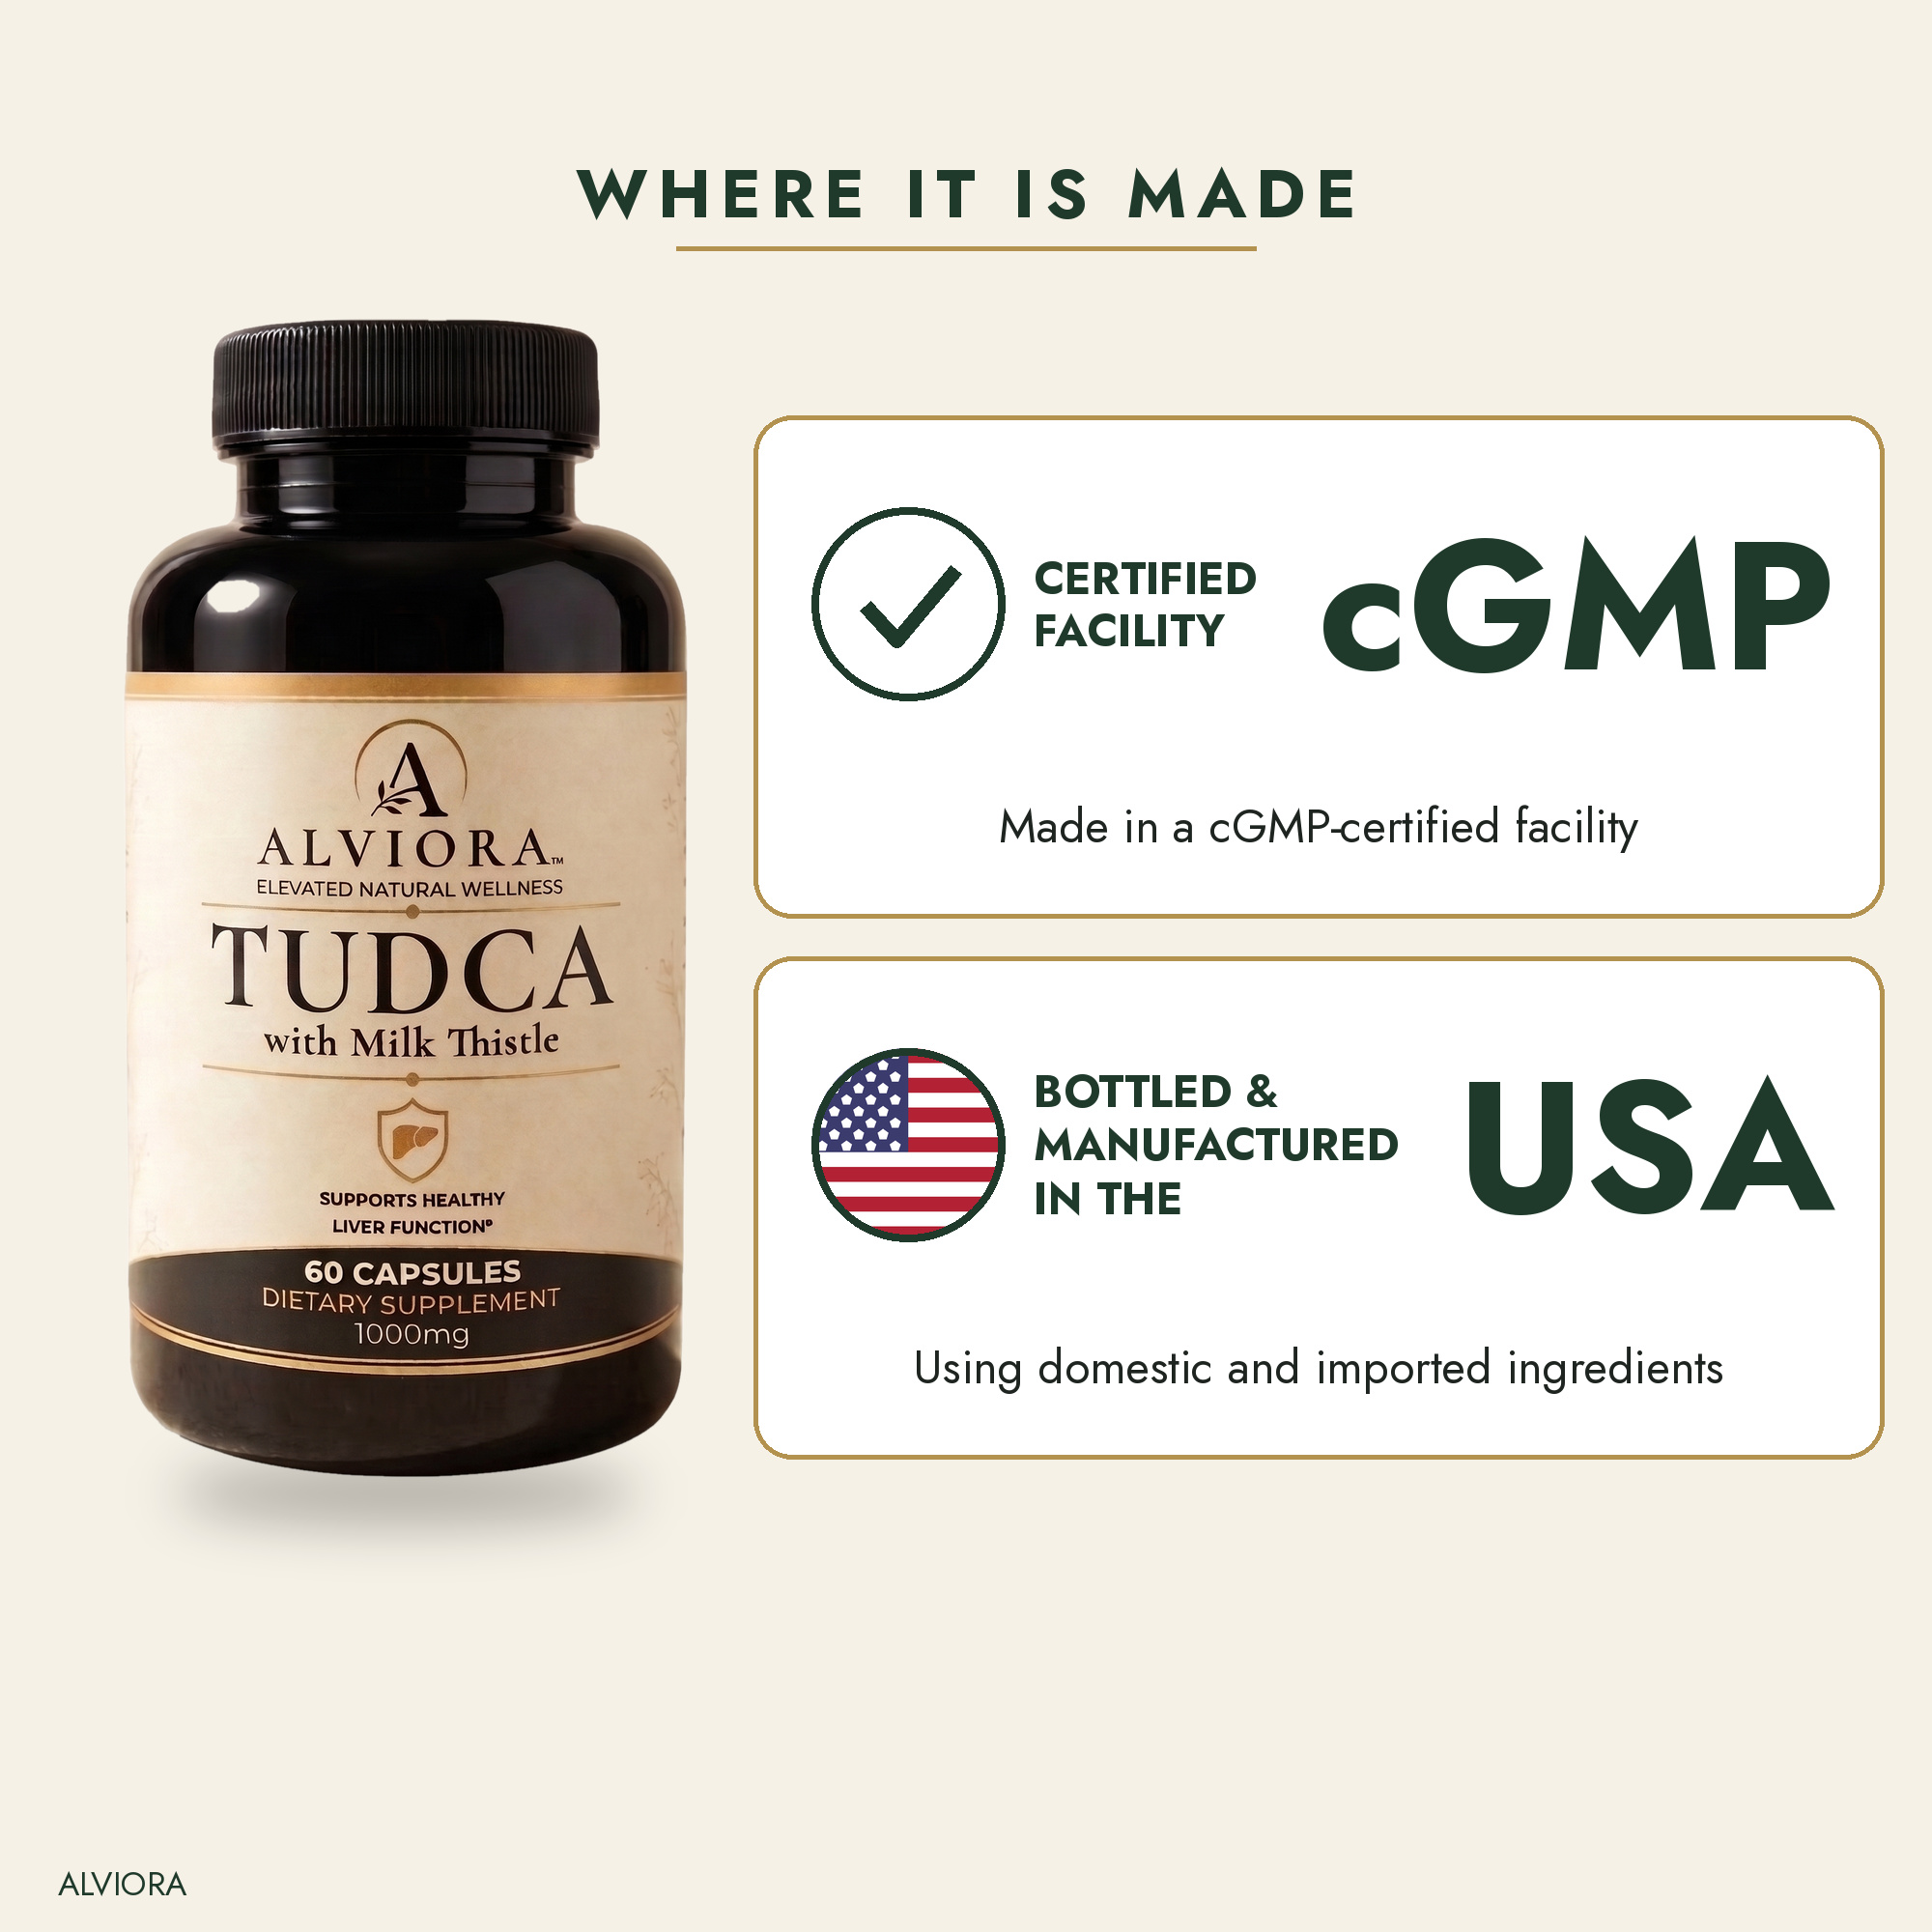 WHERE IT IS MADE
A
ALVIORA™
ELEVATED NATURAL WELLNESS
TUDCA
with Milk Thistle
SUPPORTS HEALTHY
LIVER FUNCTION
60 CAPSULES
DIETARY SUPPLEMENT
1000mg
CERTIFIED
FACILITY
cGMP
Made in a cGMP-certified facility
BOTTLED &
MANUFACTURED
IN THE
USA
Using domestic and imported ingredients
ALVIORA